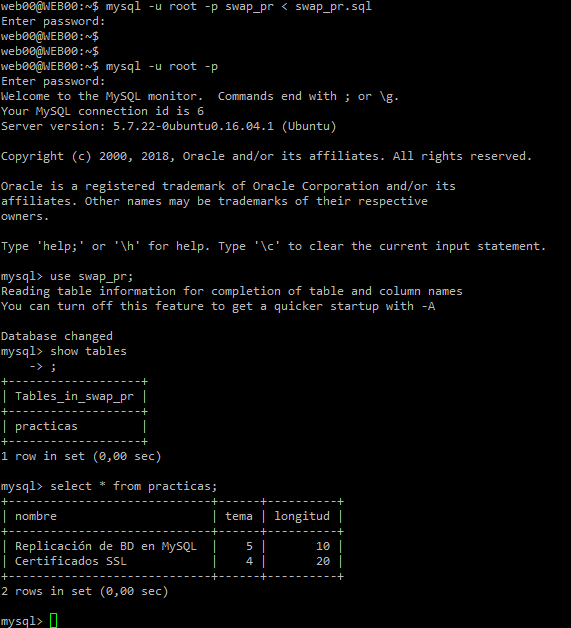 web00@WEB00:~$ mysql -u root -p swap_pr < swap_pr.sql
Enter password:
web00@WEB00:~$
web00@WEB00:~$
web00@WEB00:~$ mysql -u root -p
Enter password:
Welcome to the MySQL monitor.  Commands end with ; or \g.
Your MySQL connection id is 6
Server version: 5.7.22-0ubuntu0.16.04.1 (Ubuntu)

Copyright (c) 2000, 2018, Oracle and/or its affiliates. All rights reserved.

Oracle is a registered trademark of Oracle Corporation and/or its
affiliates. Other names may be trademarks of their respective
owners.

Type 'help;' or '\h' for help. Type '\c' to clear the current input statement.

mysql> use swap_pr;
Reading table information for completion of table and column names
You can turn off this feature to get a quicker startup with -A

Database changed
mysql> show tables
    -> ;
+-------------------+
| Tables_in_swap_pr |
+-------------------+
| practicas         |
+-------------------+
1 row in set (0,00 sec)

mysql> select * from practicas;
+----------------------------+------+----------+
| nombre                     | tema | longitud |
+----------------------------+------+----------+
| Replicación de BD en MySQL  |    5 |       10 |
| Certificados SSL           |    4 |       20 |
+----------------------------+------+----------+
2 rows in set (0,00 sec)

mysql>